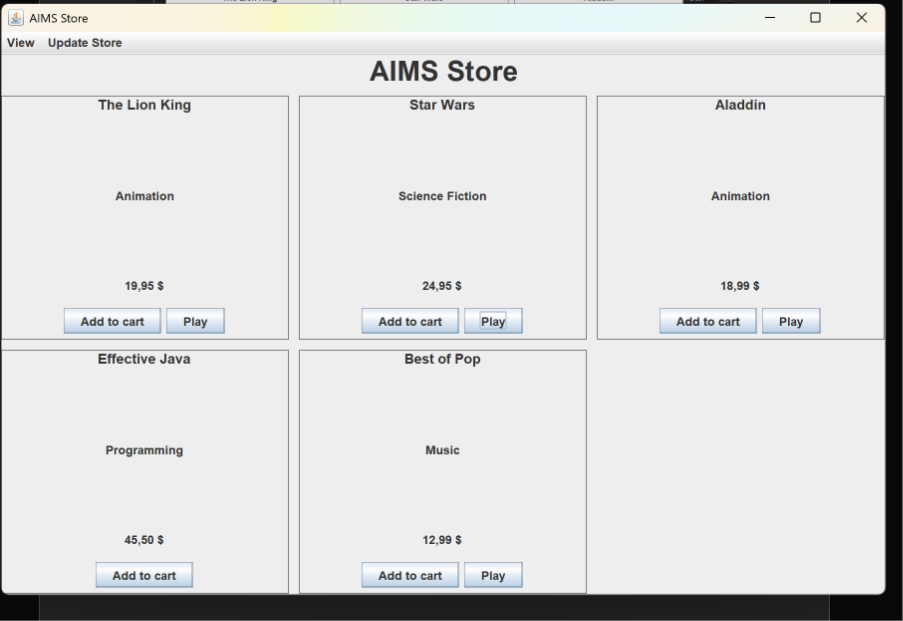 AIMS Store
View Update Store
AIMS Store
The Lion King Star Wars Aladdin
Animation Science Fiction Animation
19,95 $ 24,95 $ 18,99 $
Add to cart Play Add to cart Play Add to cart Play
Effective Java Best of Pop
Programming Music
45,50 $ 12,99 $
Add to cart Add to cart Play